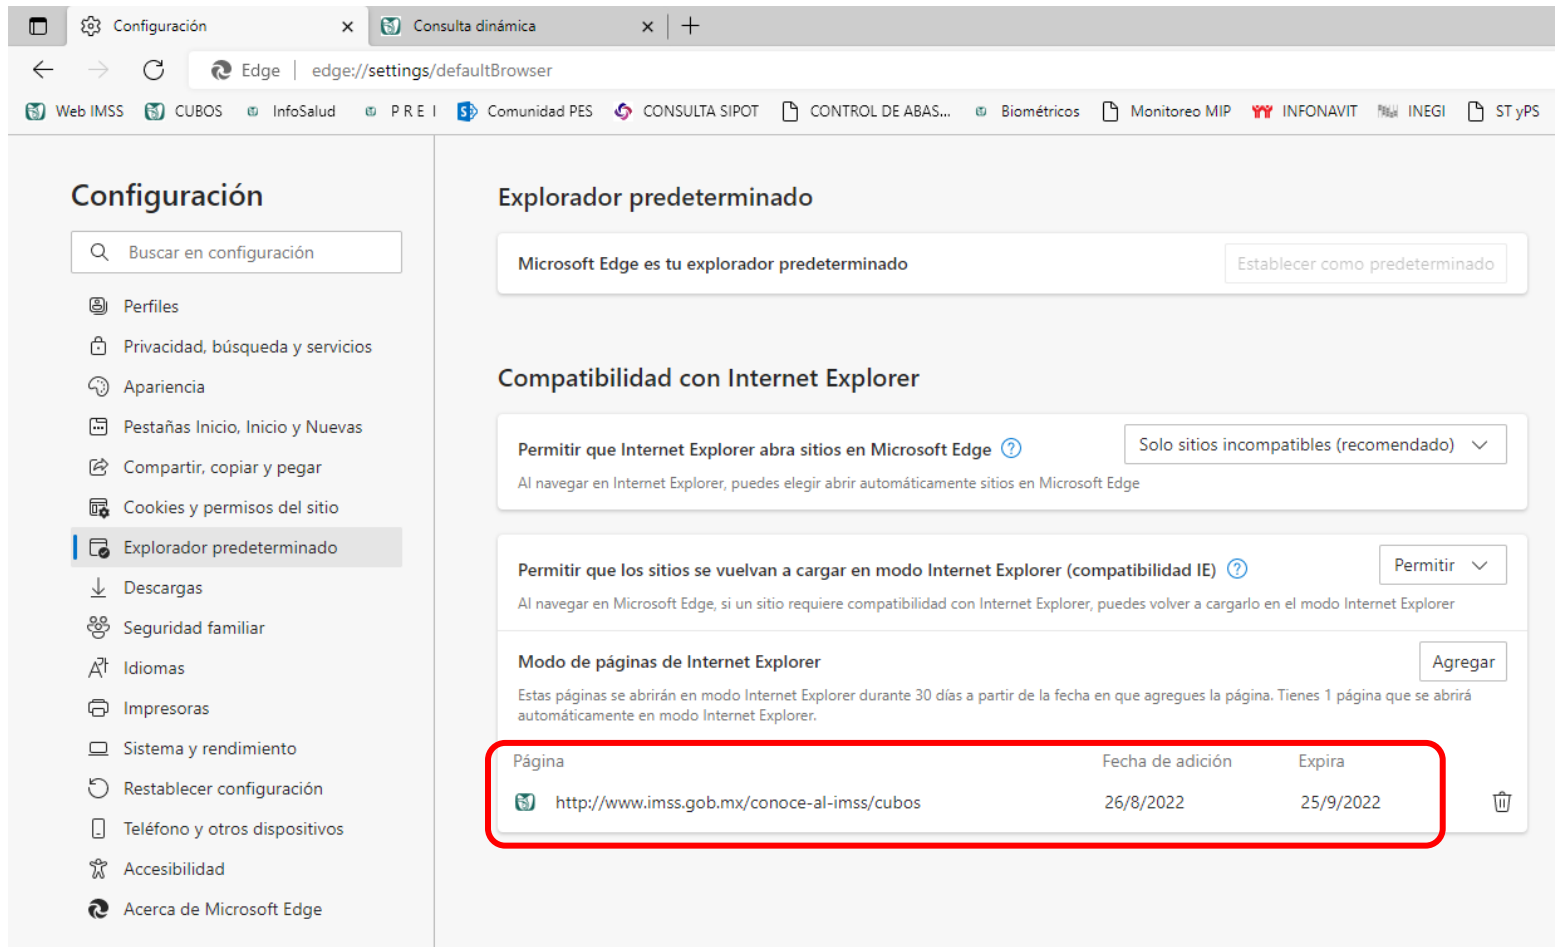 Configuración
Consulta dinámica
Edge | edge://settings/defaultBrowser
Web IMSS CUBOS InfoSalud P R E I Comunidad PES CONSULTA SIPOT CONTROL DE ABAS... Biométricos Monitoreo MIP INFONAVIT INEGI ST yPS
Configuración
Buscar en configuración
Perfiles
Privacidad, búsqueda y servicios
Apariencia
Pestañas Inicio, Inicio y Nuevas
Compartir, copiar y pegar
Cookies y permisos del sitio
Explorador predeterminado
Descargas
Seguridad familiar
Idiomas
Impresoras
Sistema y rendimiento
Restablecer configuración
Teléfono y otros dispositivos
Accesibilidad
Acerca de Microsoft Edge
Explorador predeterminado
Microsoft Edge es tu explorador predeterminado
Establecer como predeterminado
Compatibilidad con Internet Explorer
Permitir que Internet Explorer abra sitios en Microsoft Edge
Solo sitios incompatibles (recomendado)
Al navegar en Internet Explorer, puedes elegir abrir automáticamente sitios en Microsoft Edge
Permitir que los sitios se vuelvan a cargar en modo Internet Explorer (compatibilidad IE)
Permitir
Al navegar en Microsoft Edge, si un sitio requiere compatibilidad con Internet Explorer, puedes volver a cargarlo en el modo Internet Explorer
Modo de páginas de Internet Explorer
Agregar
Estas páginas se abrirán en modo Internet Explorer durante 30 días a partir de la fecha en que agregues la página. Tienes 1 página que se abrirá
automáticamente en modo Internet Explorer.
Página Fecha de adición Expira
http://www.imss.gob.mx/conoce-al-imss/cubos 26/8/2022 25/9/2022